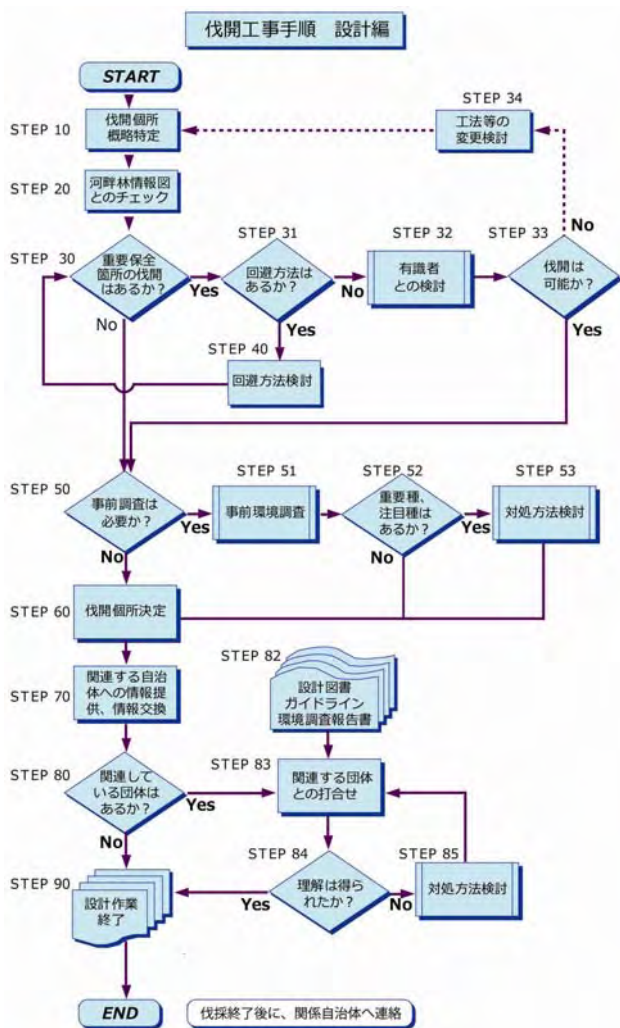 伐開工事手順　設計編
START
STEP 10
伐開個所
概略特定
STEP 34
工法等の
変更検討
STEP 20
河畔林情報図
とのチェック
No
STEP 30
重要保全
箇所の伐開
はあるか？
Yes
No
STEP 31
回避方法は
あるか？
No
Yes
STEP 32
有識者
との検討
STEP 33
伐開は
可能か？
Yes
STEP 40
回避方法検討
STEP 50
事前調査は
必要か？
Yes
No
STEP 51
事前環境調査
STEP 52
重要種、
注目種は
あるか？
Yes
No
STEP 53
対処方法検討
STEP 60
伐開個所決定
STEP 70
関連する自治
体への情報提
供、情報交換
STEP 82
設計図書
ガイドライン
環境調査報告書
STEP 80
関連して
いる団体は
あるか？
Yes
No
STEP 83
関連する団体
との打合せ
STEP 84
理解は得ら
れたか？
Yes
No
STEP 85
対処方法検討
STEP 90
設計作業
終了
END
伐採終了後に、関係自治体へ連絡